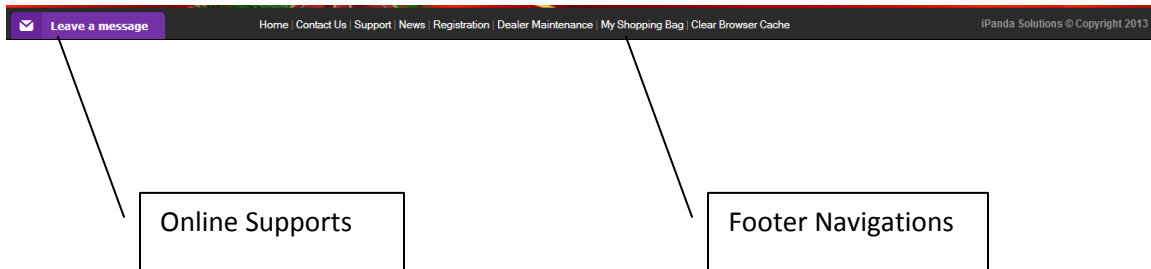 Leave a message
Home | Contact Us | Support | News | Registration | Dealer Maintenance | My Shopping Bag | Clear Browser Cache
iPanda Solutions © Copyright 2013
Online Supports
Footer Navigations